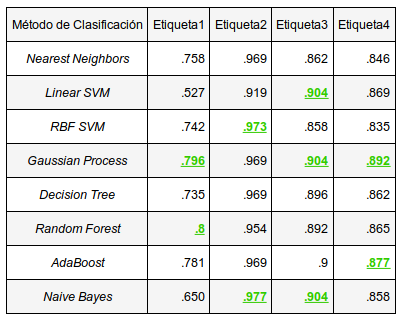 Método de Clasificación Etiqueta1 Etiqueta2 Etiqueta3 Etiqueta4
Nearest Neighbors .758 .969 .862 .846
Linear SVM .527 .919 .904 .869
RBF SVM .742 .973 .858 .835
Gaussian Process .796 .969 .904 .892
Decision Tree .735 .969 .896 .862
Random Forest .8 .954 .892 .865
AdaBoost .781 .969 .9 .877
Naive Bayes .650 .977 .904 .858